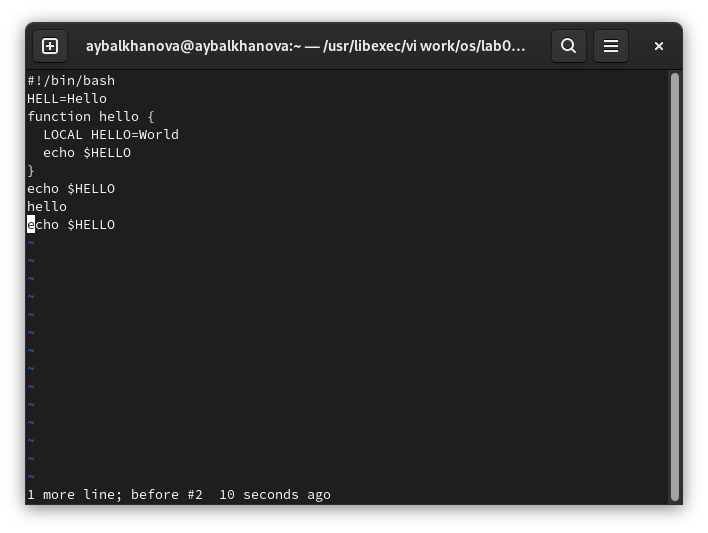 aybalkhanova@aybalkhanova:~ — /usr/libexec/vi work/os/lab0…
#!/bin/bash
HELL=Hello
function hello {
  LOCAL HELLO=World
  echo $HELLO
}
echo $HELLO
hello
echo $HELLO
~
~
~
~
~
~
~
~
~
~
~
~
~
~
1 more line; before #2  10 seconds ago